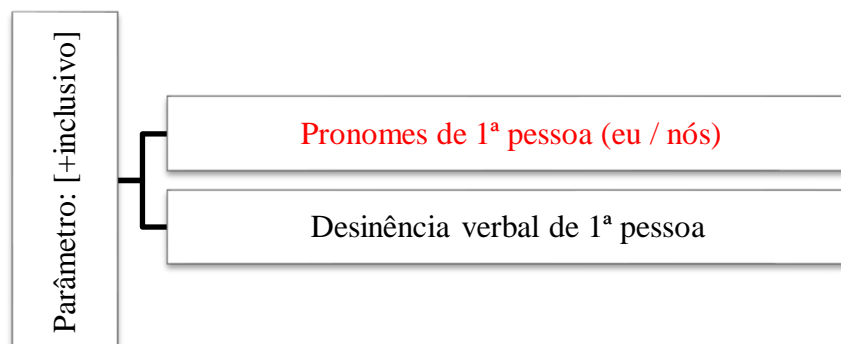 Parâmetro: [+inclusivo]
Pronomes de 1ª pessoa (eu / nós)
Desinência verbal de 1ª pessoa